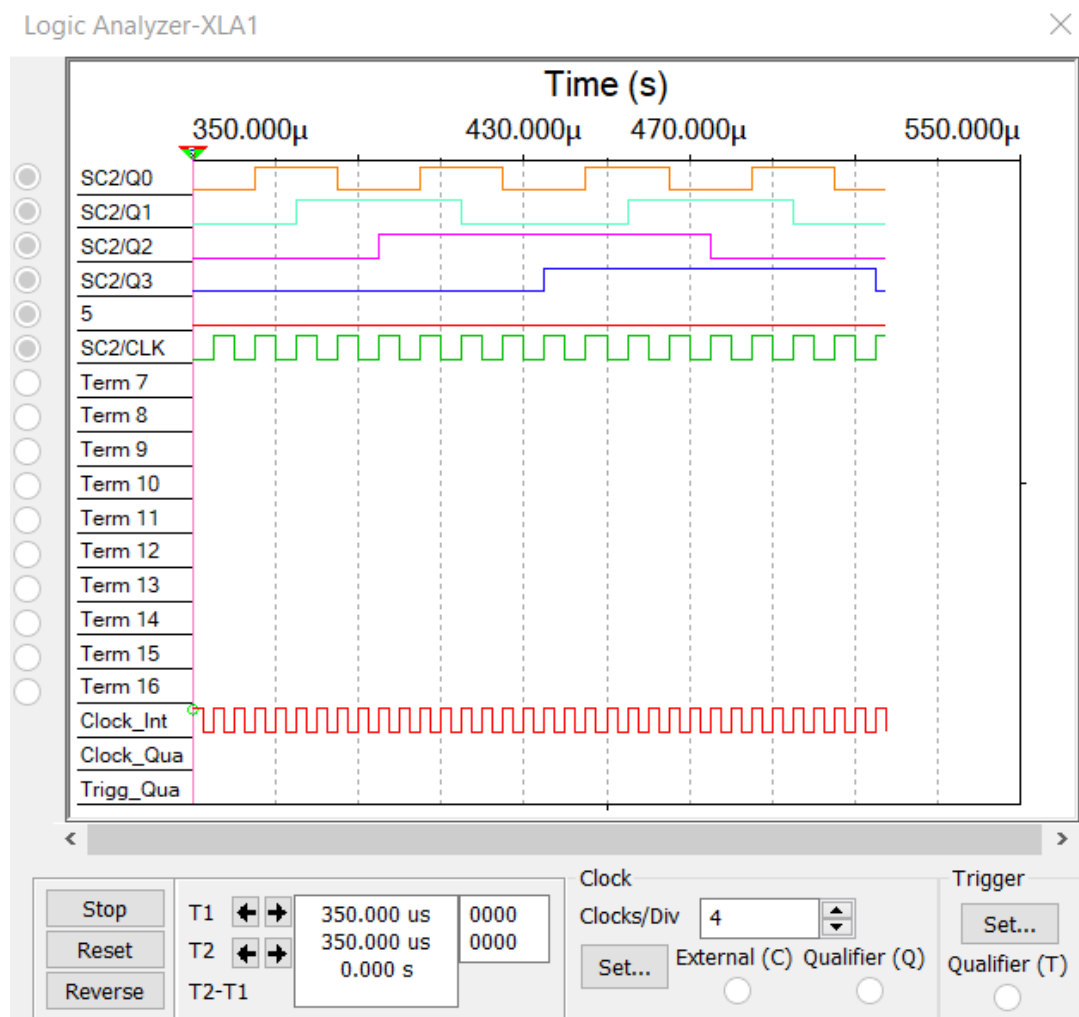 Logic Analyzer-XLA1
Time (s)
350.000µ 430.000µ 470.000µ 550.000µ
SC2/Q0
SC2/Q1
SC2/Q2
SC2/Q3
5
SC2/CLK
Term 7
Term 8
Term 9
Term 10
Term 11
Term 12
Term 13
Term 14
Term 15
Term 16
Clock_Int
Clock_Qua
Trigg_Qua
Stop
Reset
Reverse
T1 350.000 us 0000
T2 350.000 us 0000
T2-T1 0.000 s
Clock
Clocks/Div 4
Set... External (C) Qualifier (Q)
Trigger
Set...
Qualifier (T)